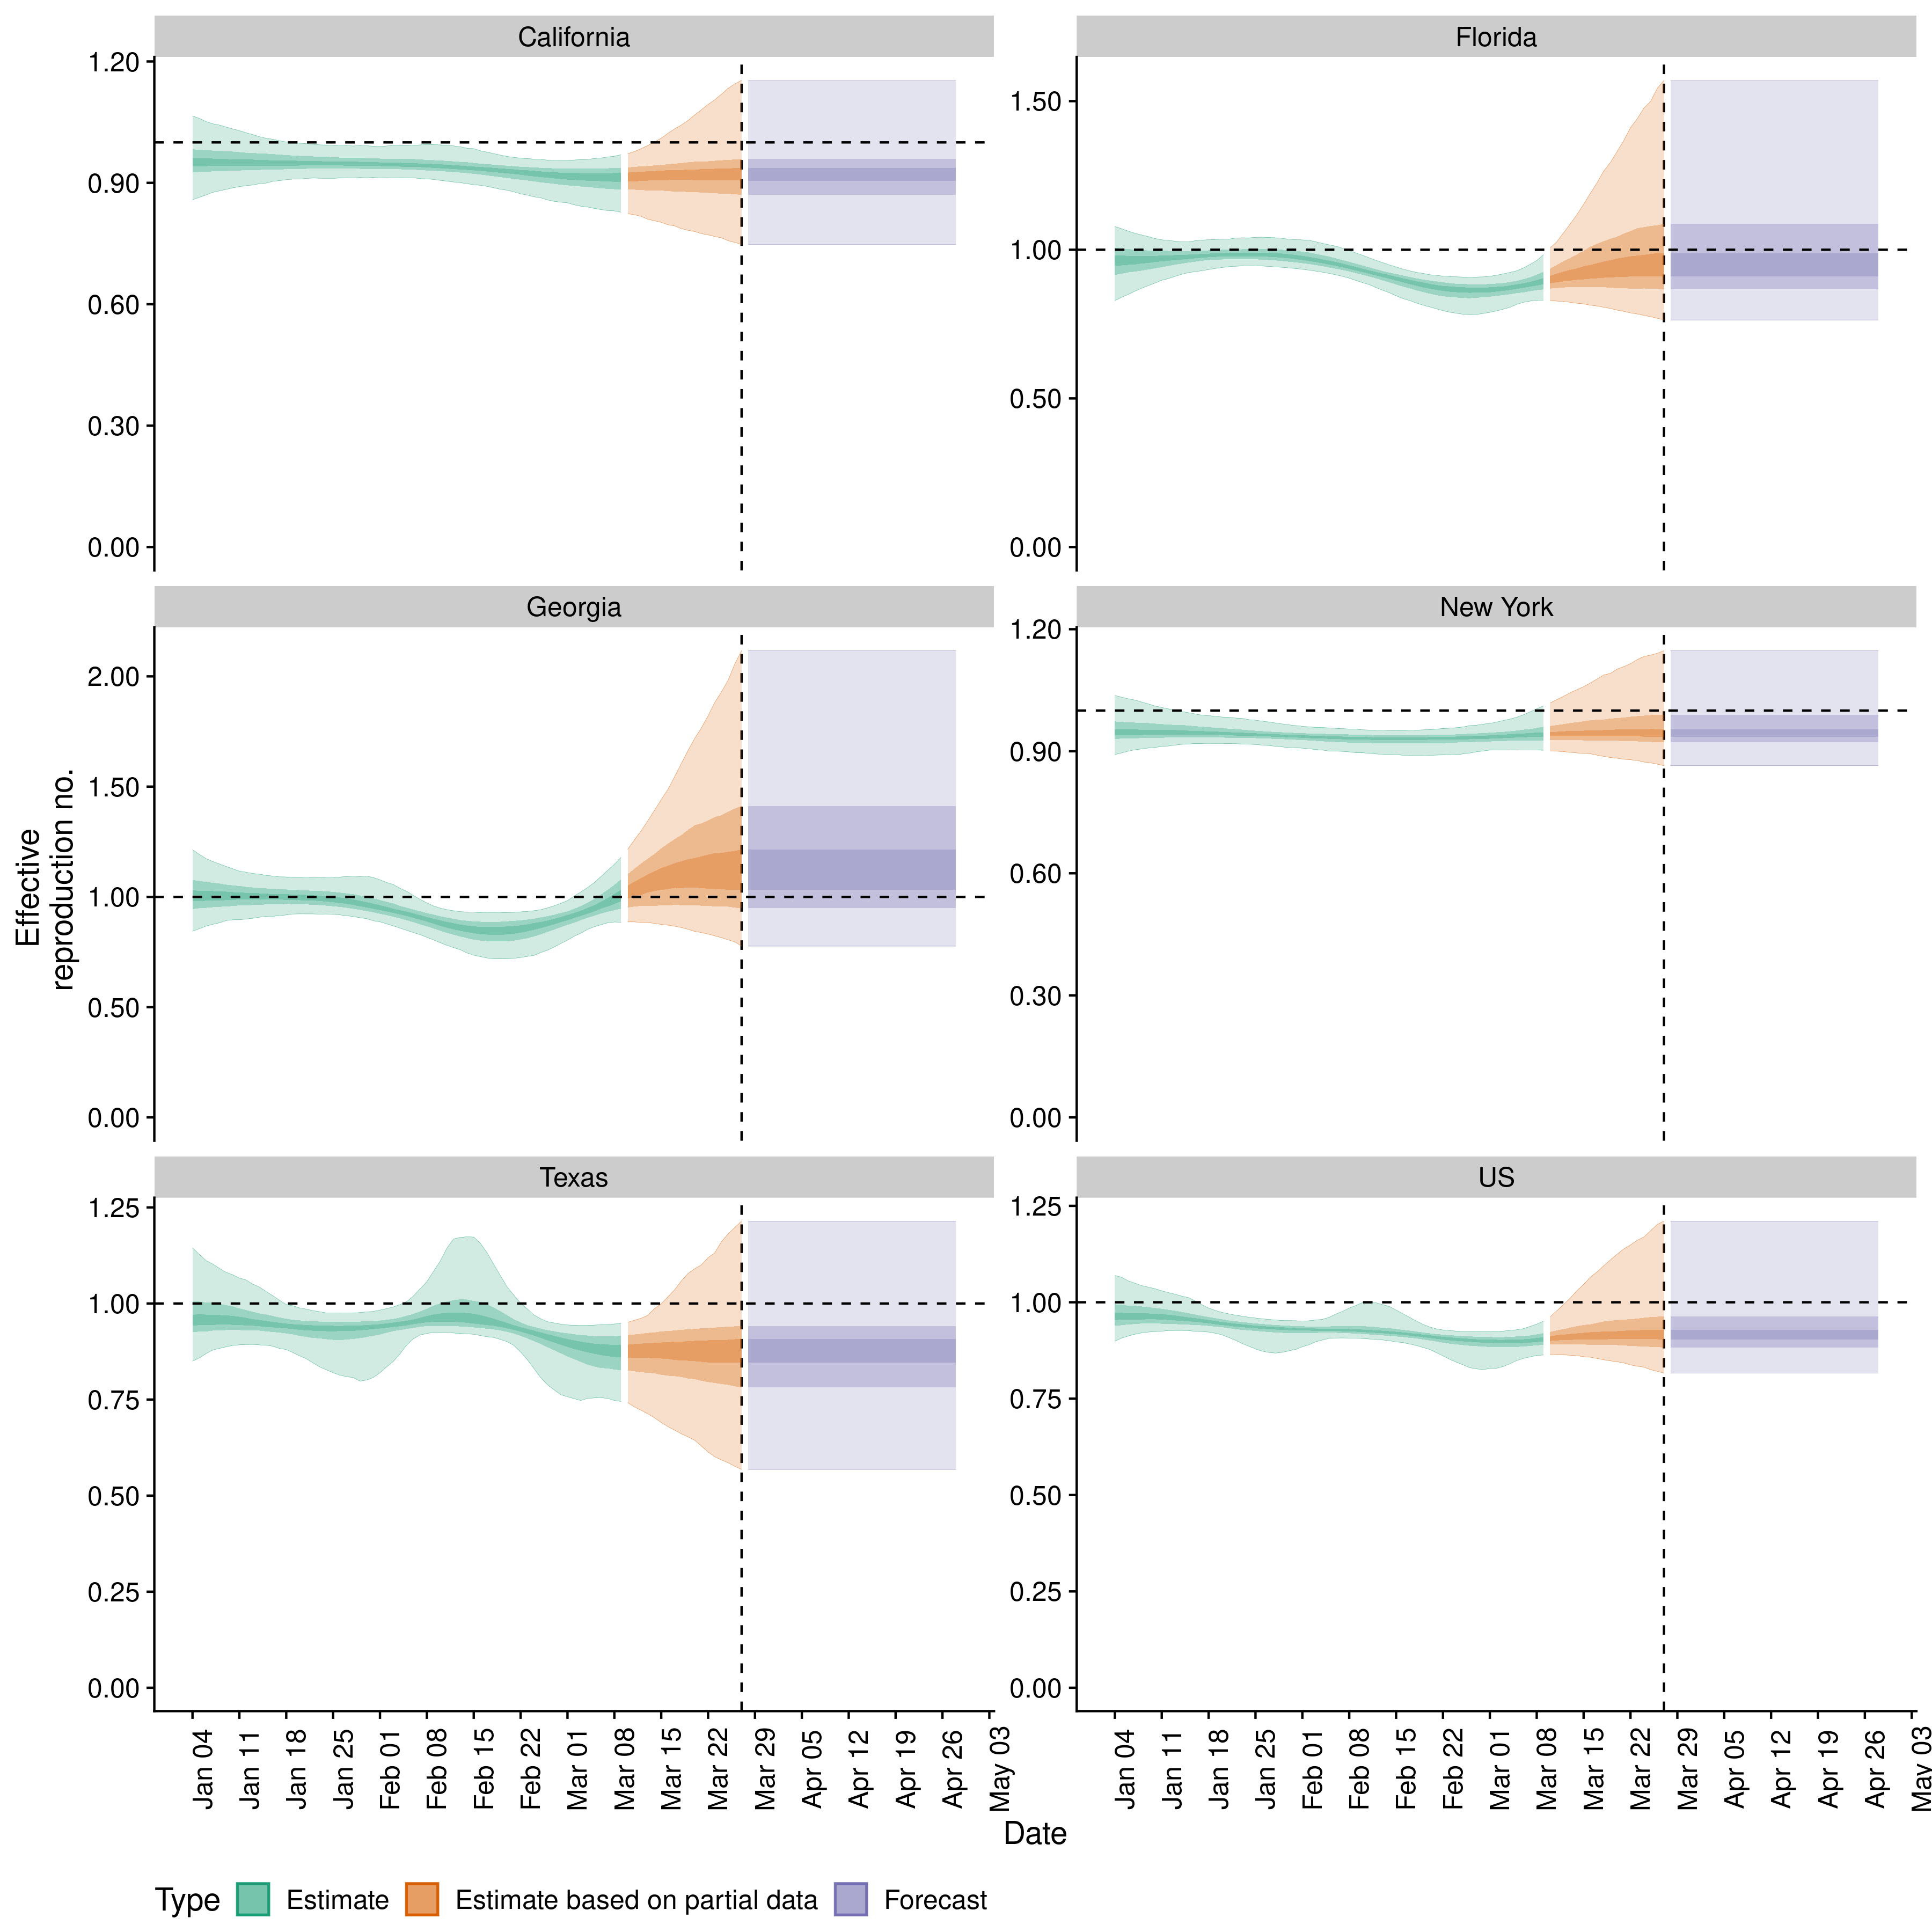 California
Florida
1.20
0.90
0.60
0.30
0.00
1.50
1.00
0.50
0.00
Georgia
New York
2.00
1.50
1.00
0.50
0.00
1.20
0.90
0.60
0.30
0.00
Effective
reproduction no.
Texas
US
1.25
1.00
0.75
0.50
0.25
0.00
1.25
1.00
0.75
0.50
0.25
0.00
Jan 04
Jan 11
Jan 18
Jan 25
Feb 01
Feb 08
Feb 15
Feb 22
Mar 01
Mar 08
Mar 15
Mar 22
Mar 29
Apr 05
Apr 12
Apr 19
Apr 26
May 03
Jan 04
Jan 11
Jan 18
Jan 25
Feb 01
Feb 08
Feb 15
Feb 22
Mar 01
Mar 08
Mar 15
Mar 22
Mar 29
Apr 05
Apr 12
Apr 19
Apr 26
May 03
Date
Type Estimate Estimate based on partial data Forecast